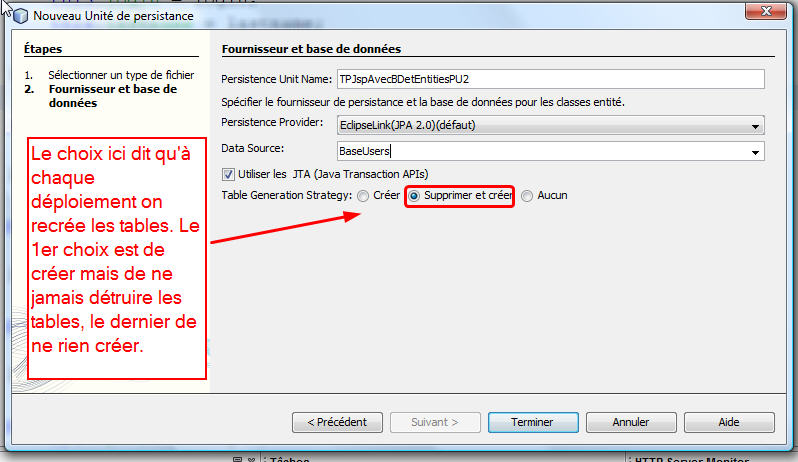 Nouveau Unité de persistance
Étapes
1. Sélectionner un type de fichier
2. Fournisseur et base de
données
Fournisseur et base de données
Persistence Unit Name: TPJspAvecBDetEntitiesPU2
Spécifier le fournisseur de persistance et la base de données pour les classes entité.
Persistence Provider: EclipseLink(JPA 2.0)(défaut)
Data Source: BaseUsers
Utiliser les JTA (Java Transaction APIs)
Table Generation Strategy: Créer Supprimer et créer Aucun
Le choix ici dit qu'à
chaque
déploiement on
recrée les tables. Le
1er choix est de
créer mais de ne
jamais détruire les
tables, le dernier de
ne rien créer.
< Précédent Suivant > Terminer Annuler Aide
HTTP Server Monitor